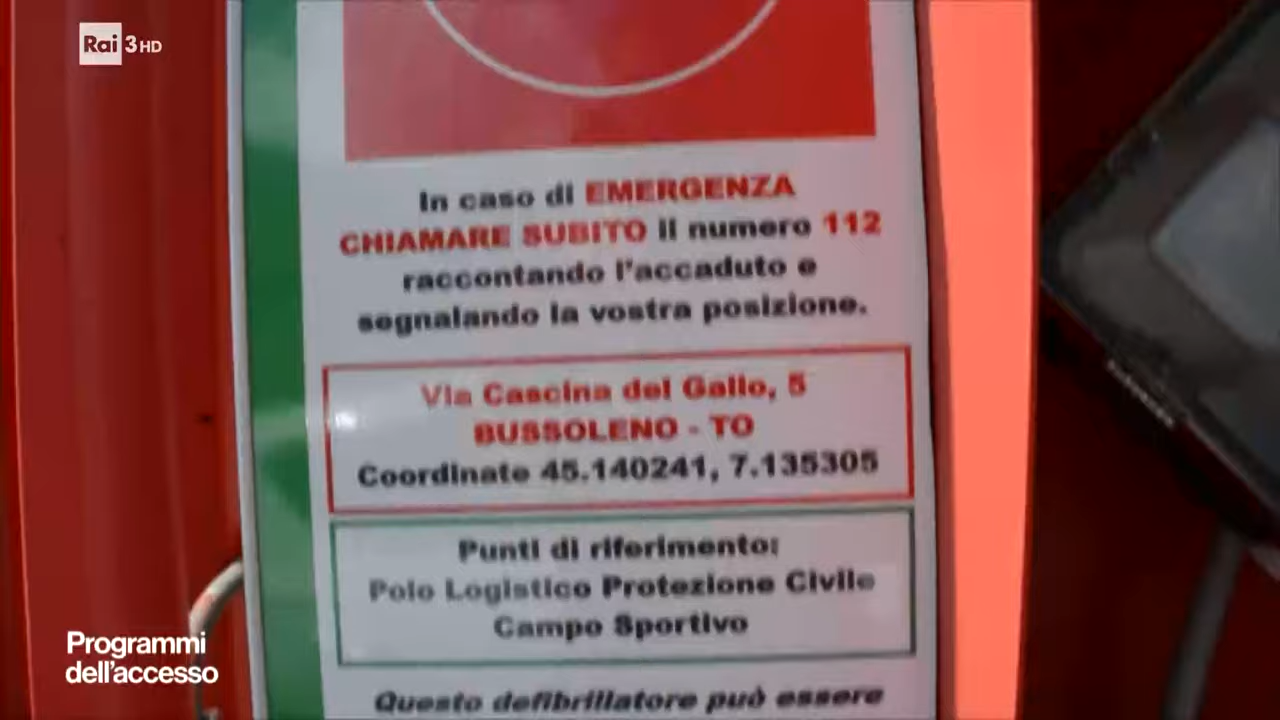 Rai 3 HD
In caso di EMERGENZA
CHIAMARE SUBITO il numero 112
raccontando l'accaduto e
segnalando la vostra posizione.
Via Cascina del Gallo, 5
BUSSOLENO - TO
Coordinate 45.140241, 7.135305
Punti di riferimento:
Polo Logistico Protezione Civile
Campo Sportivo
Questo defibrillatore può essere
Programmi
dell'accesso